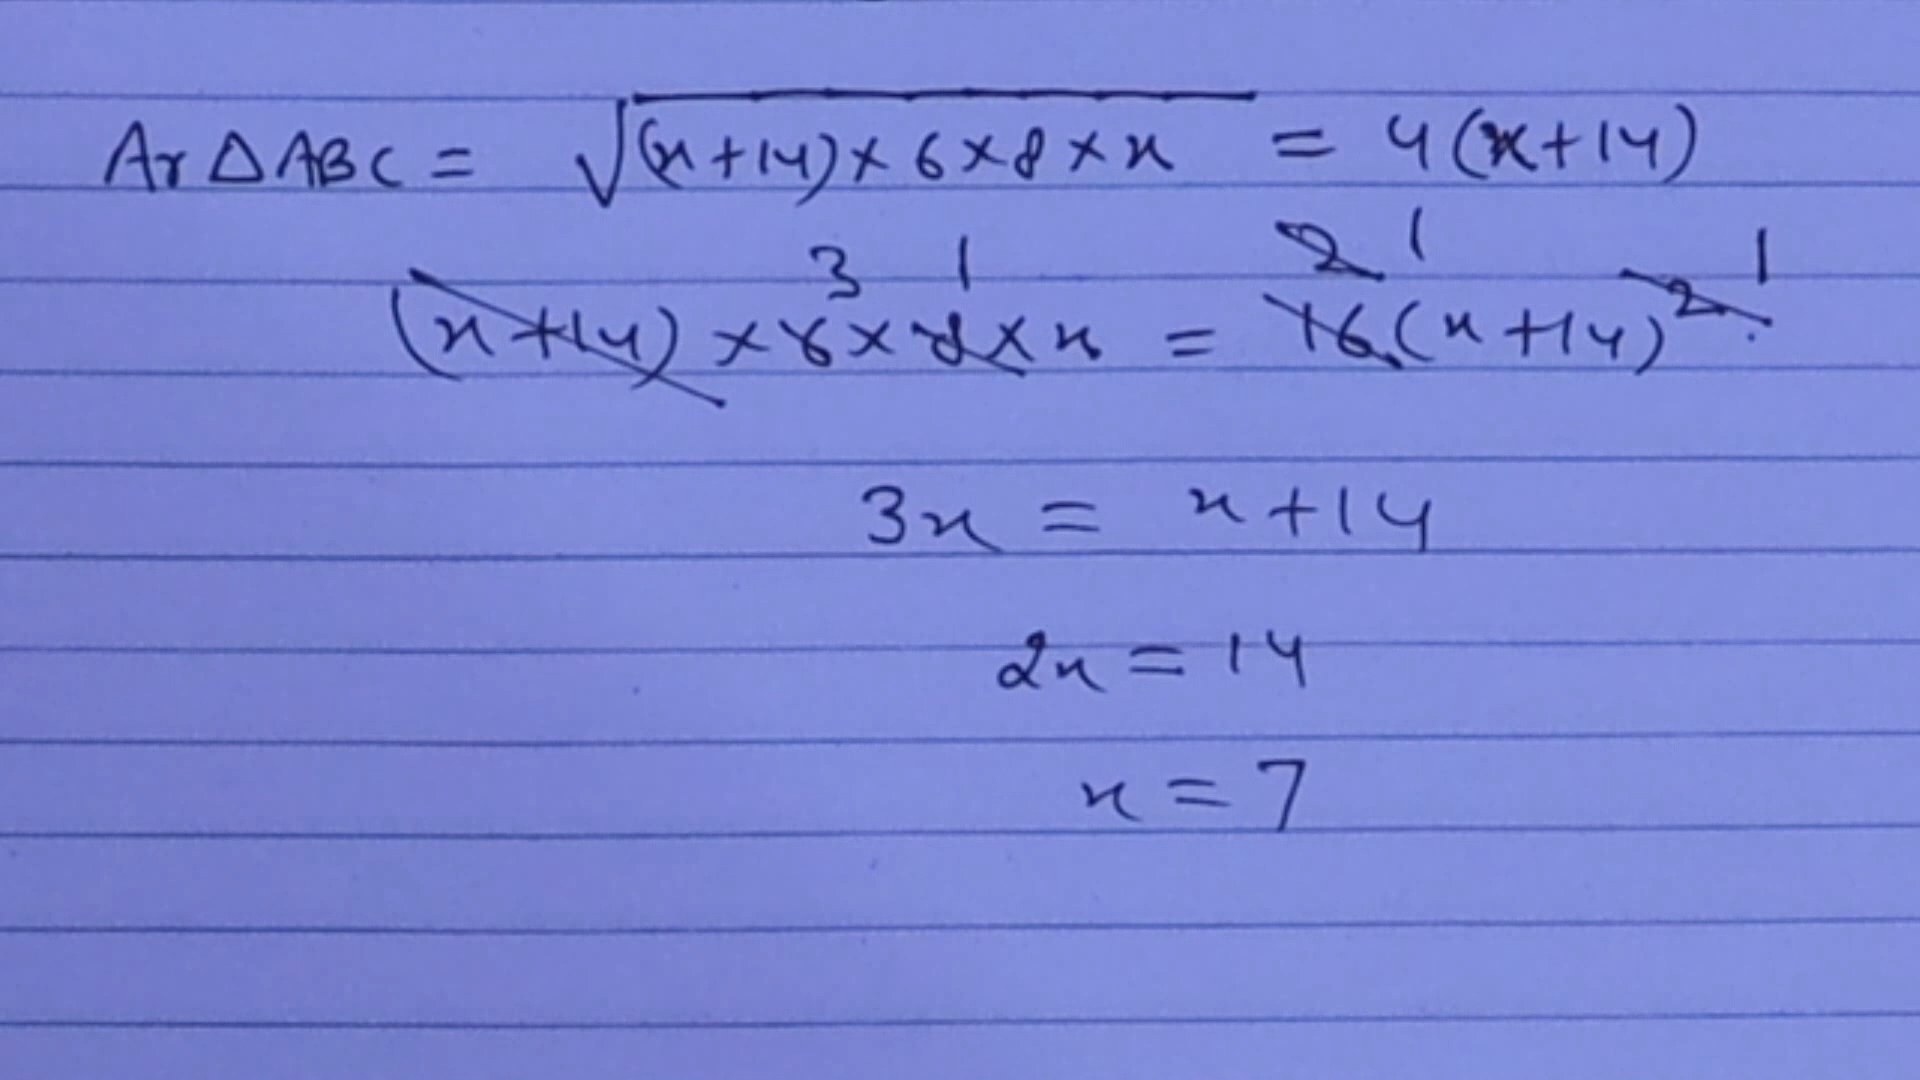 Ar △ ABC = √(x+14)×6×8×x = 4(x+14)
3 1 2 1 1
(x+14)×6×8×x = 16(x+14)²
3x = x+14
2x = 14
x = 7